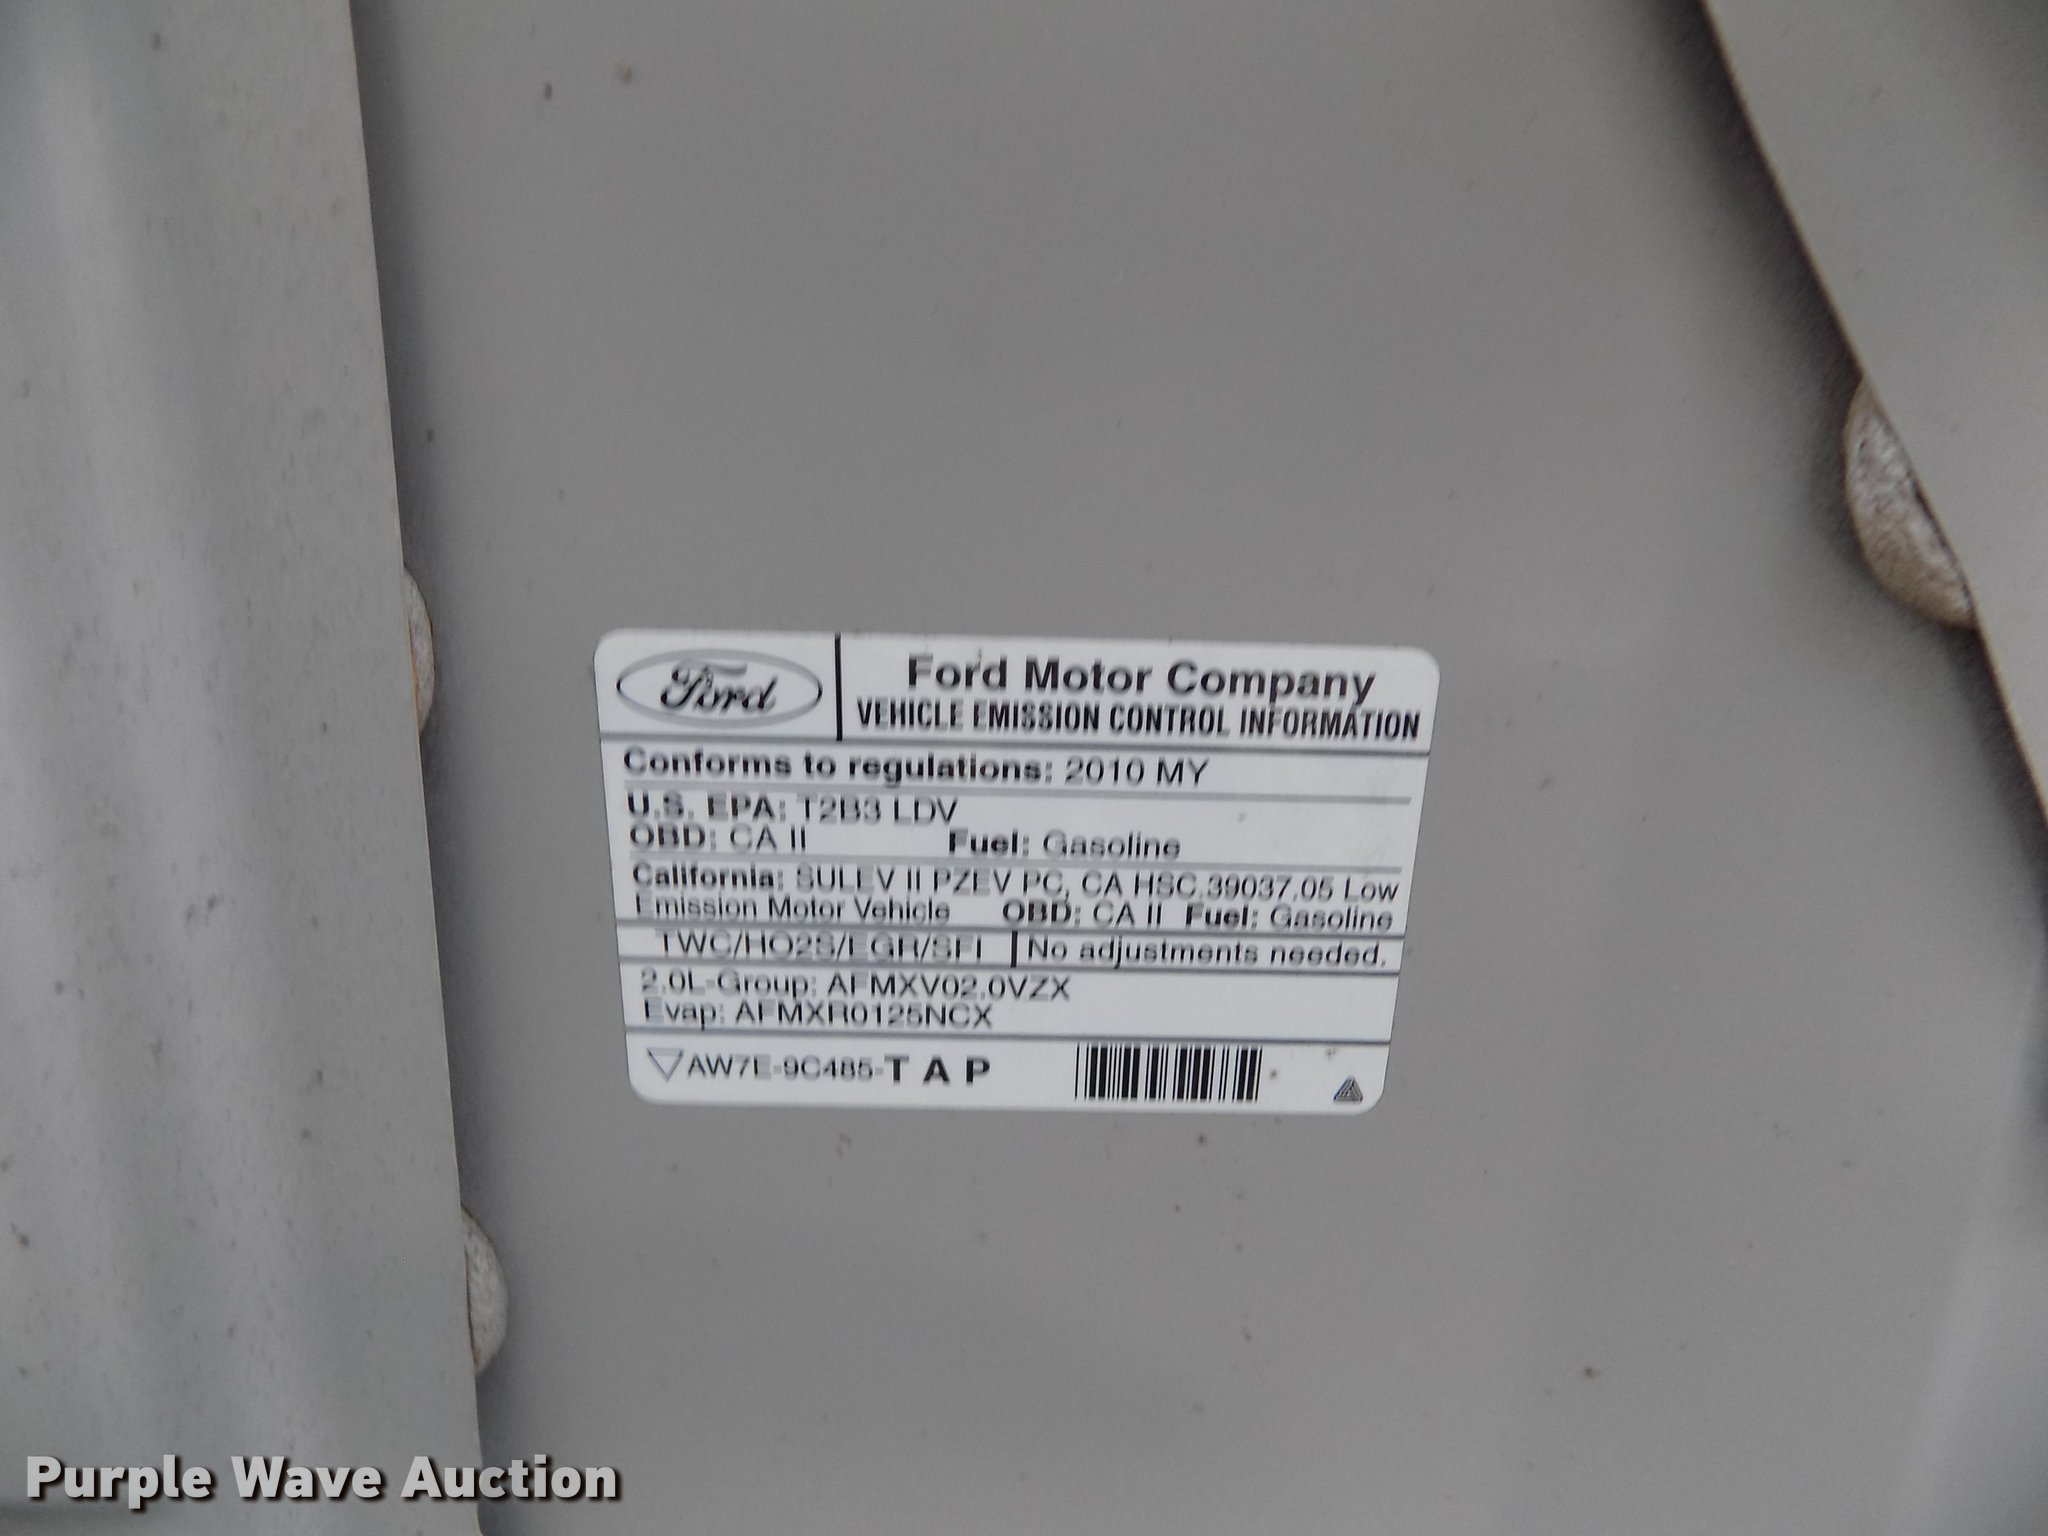 Ford
Ford Motor Company
VEHICLE EMISSION CONTROL INFORMATION
Conforms to regulations: 2010 MY
U.S. EPA: T2B3 LDV
OBD: CA II Fuel: Gasoline
California: SULEV II PZEV PC, CA HSC.39037.05 Low
Emission Motor Vehicle OBD: CA II Fuel: Gasoline
TWC/HO2S/EGR/SFI No adjustments needed.
2.0L-Group: AFMXV02.0VZX
Evap: AFMXR0125NCX
AW7E-9C485-T A P
Purple Wave Auction